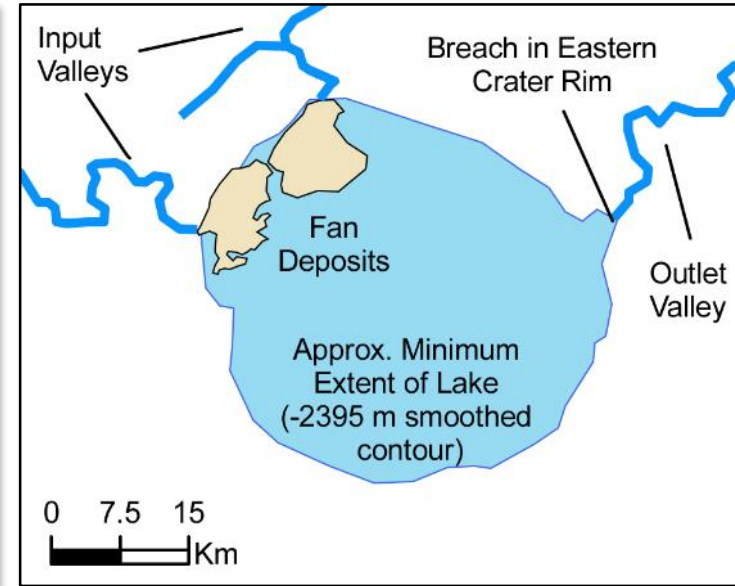 Input
Valleys
Breach in Eastern
Crater Rim
Fan
Deposits
Outlet
Valley
Approx. Minimum
Extent of Lake
(-2395 m smoothed
contour)
0 7.5 15
Km